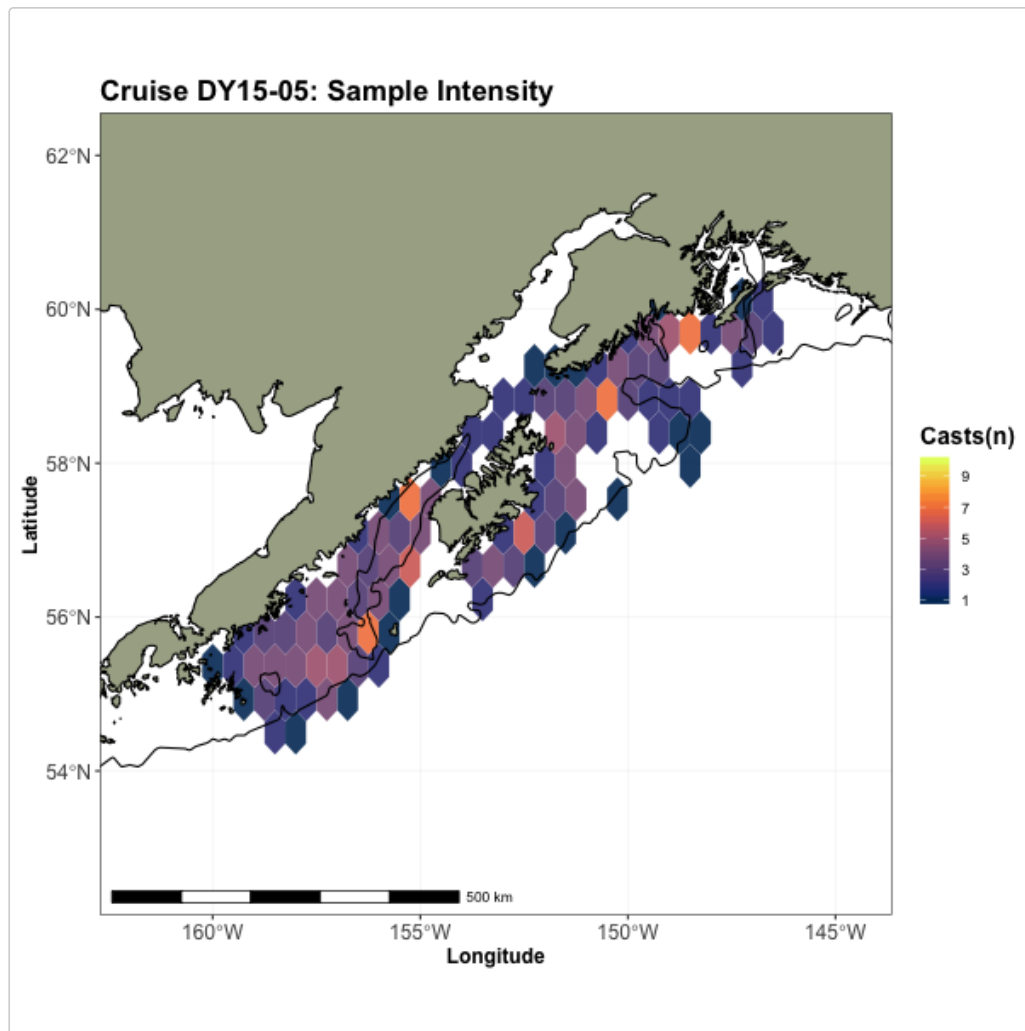 Cruise DY15-05: Sample Intensity
62°N
60°N
58°N
56°N
54°N
Latitude
500 km
160°W
155°W
150°W
145°W
Longitude
Casts(n)
9
7
5
3
1